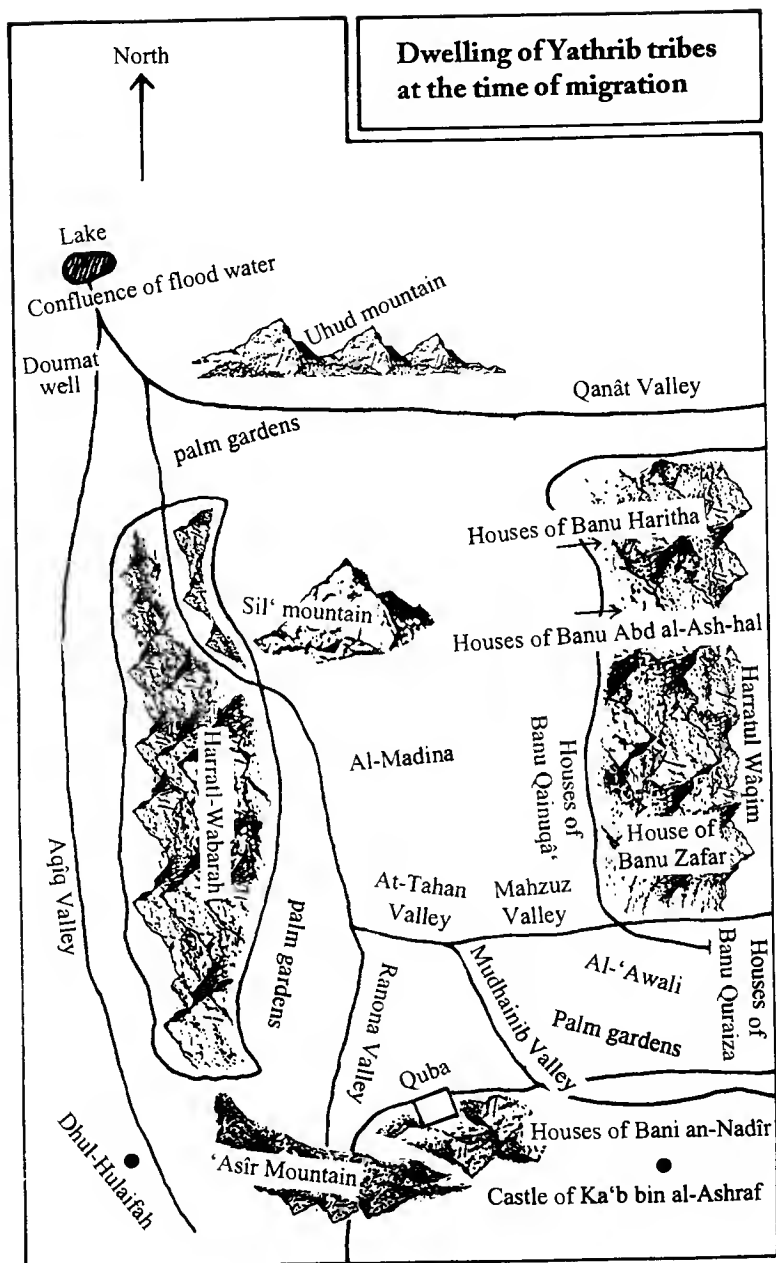 Dwelling of Yathrib tribes
at the time of migration
North
Lake
Confluence of flood water
Doumat
well
Uhud mountain
Qanât Valley
palm gardens
Houses of Banu Haritha
Sil‘ mountain
Houses of Banu Abd al-Ash-hal
Harratul Wâqim
Al-Madina
Houses of
Banu Qainuqâ‘
Harratl-Wabarah
House of
Banu Zafar
Aqîq Valley
At-Tahan
Valley
Mahzuz
Valley
palm gardens
Ranona Valley
Mudhainib Valley
Al-‘Awali
Palm gardens
Houses of
Banu Quraiza
Quba
Dhul-Hulaifah
‘Asîr Mountain
Houses of Bani an-Nadîr
Castle of Ka‘b bin al-Ashraf